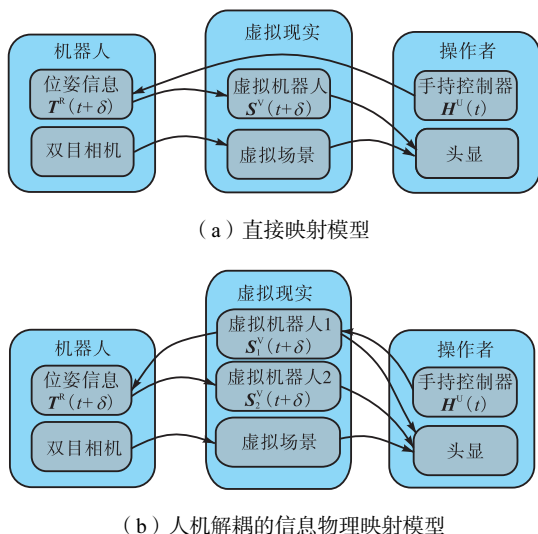 机器人
位姿信息
T^R(t+δ)
双目相机
虚拟现实
虚拟机器人
S^V(t+δ)
虚拟场景
操作者
手持控制器
H^U(t)
头显
（a）直接映射模型
机器人
位姿信息
T^R(t+δ)
双目相机
虚拟现实
虚拟机器人1
S_1^V(t+δ)
虚拟机器人2
S_2^V(t+δ)
虚拟场景
操作者
手持控制器
H^U(t)
头显
（b）人机解耦的信息物理映射模型